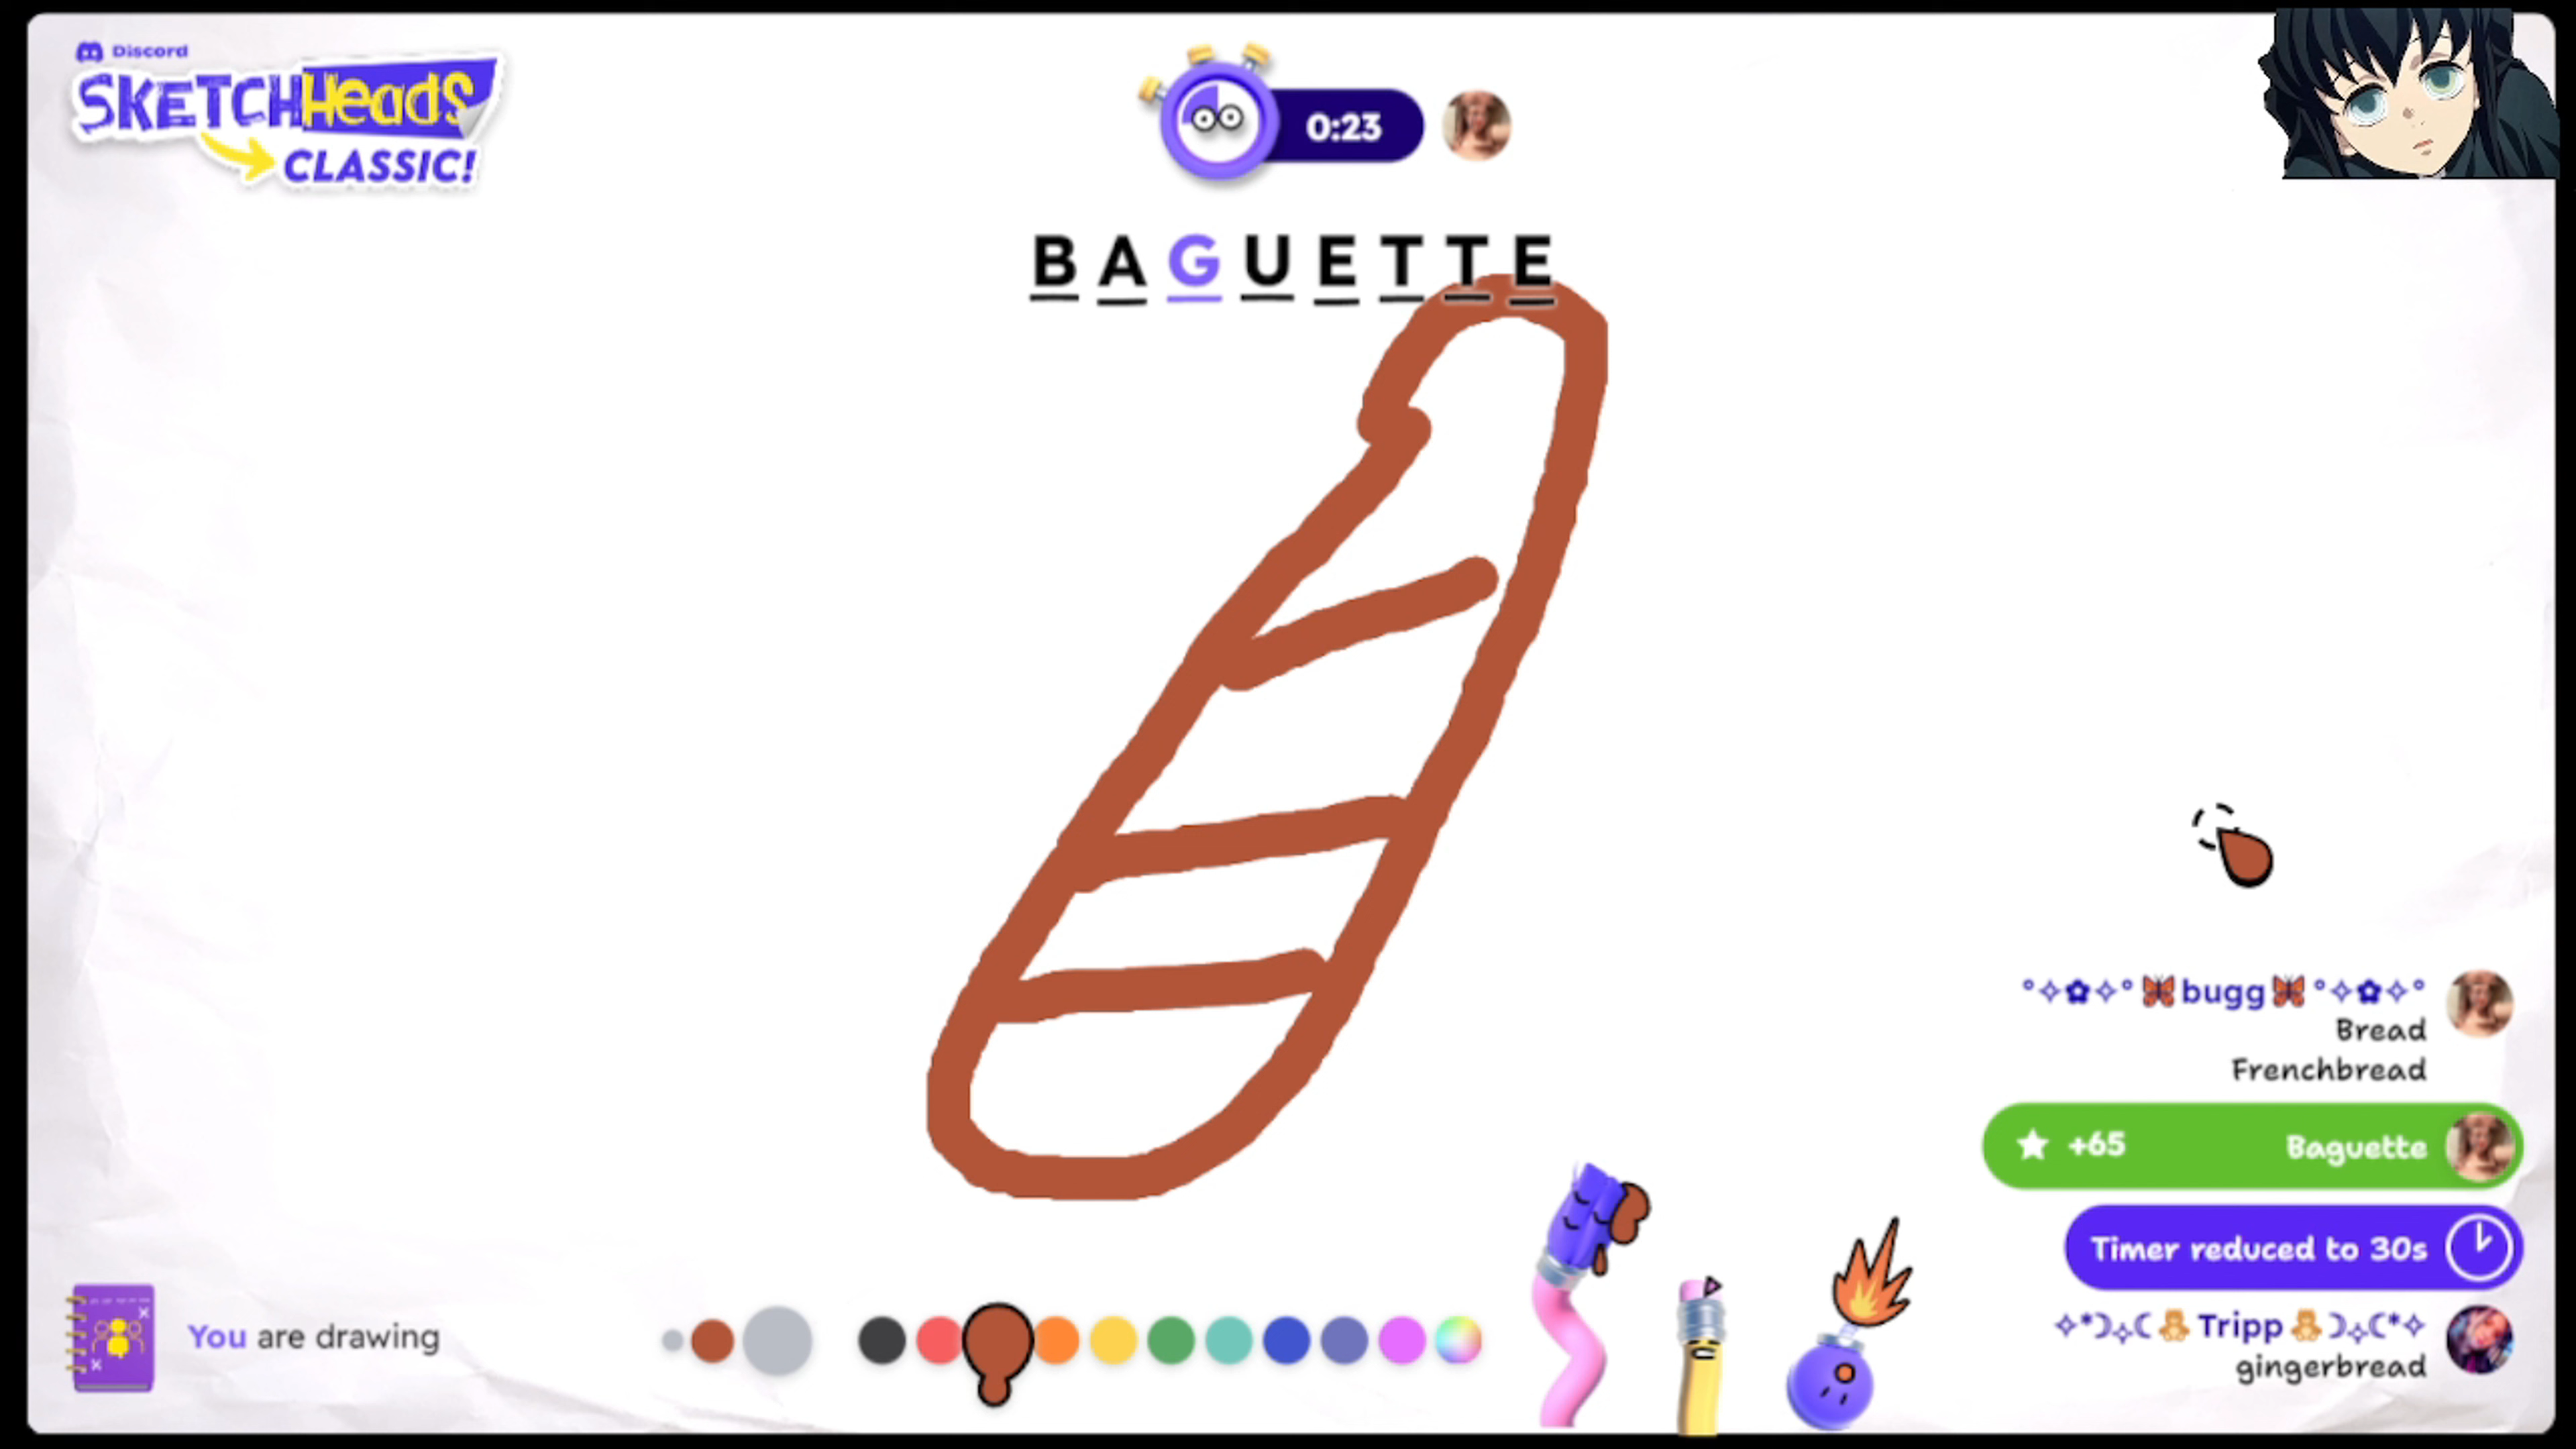 Discord
SKETCHHeadS
CLASSIC!
0:23
BAGUETTE
°✧✿✧°🦋bugg🦋°✧✿✧°
Bread
Frenchbread
+65 Baguette
Timer reduced to 30s
✧*☽✧☾🧸Tripp🧸☽✧☾*✧
gingerbread
You are drawing